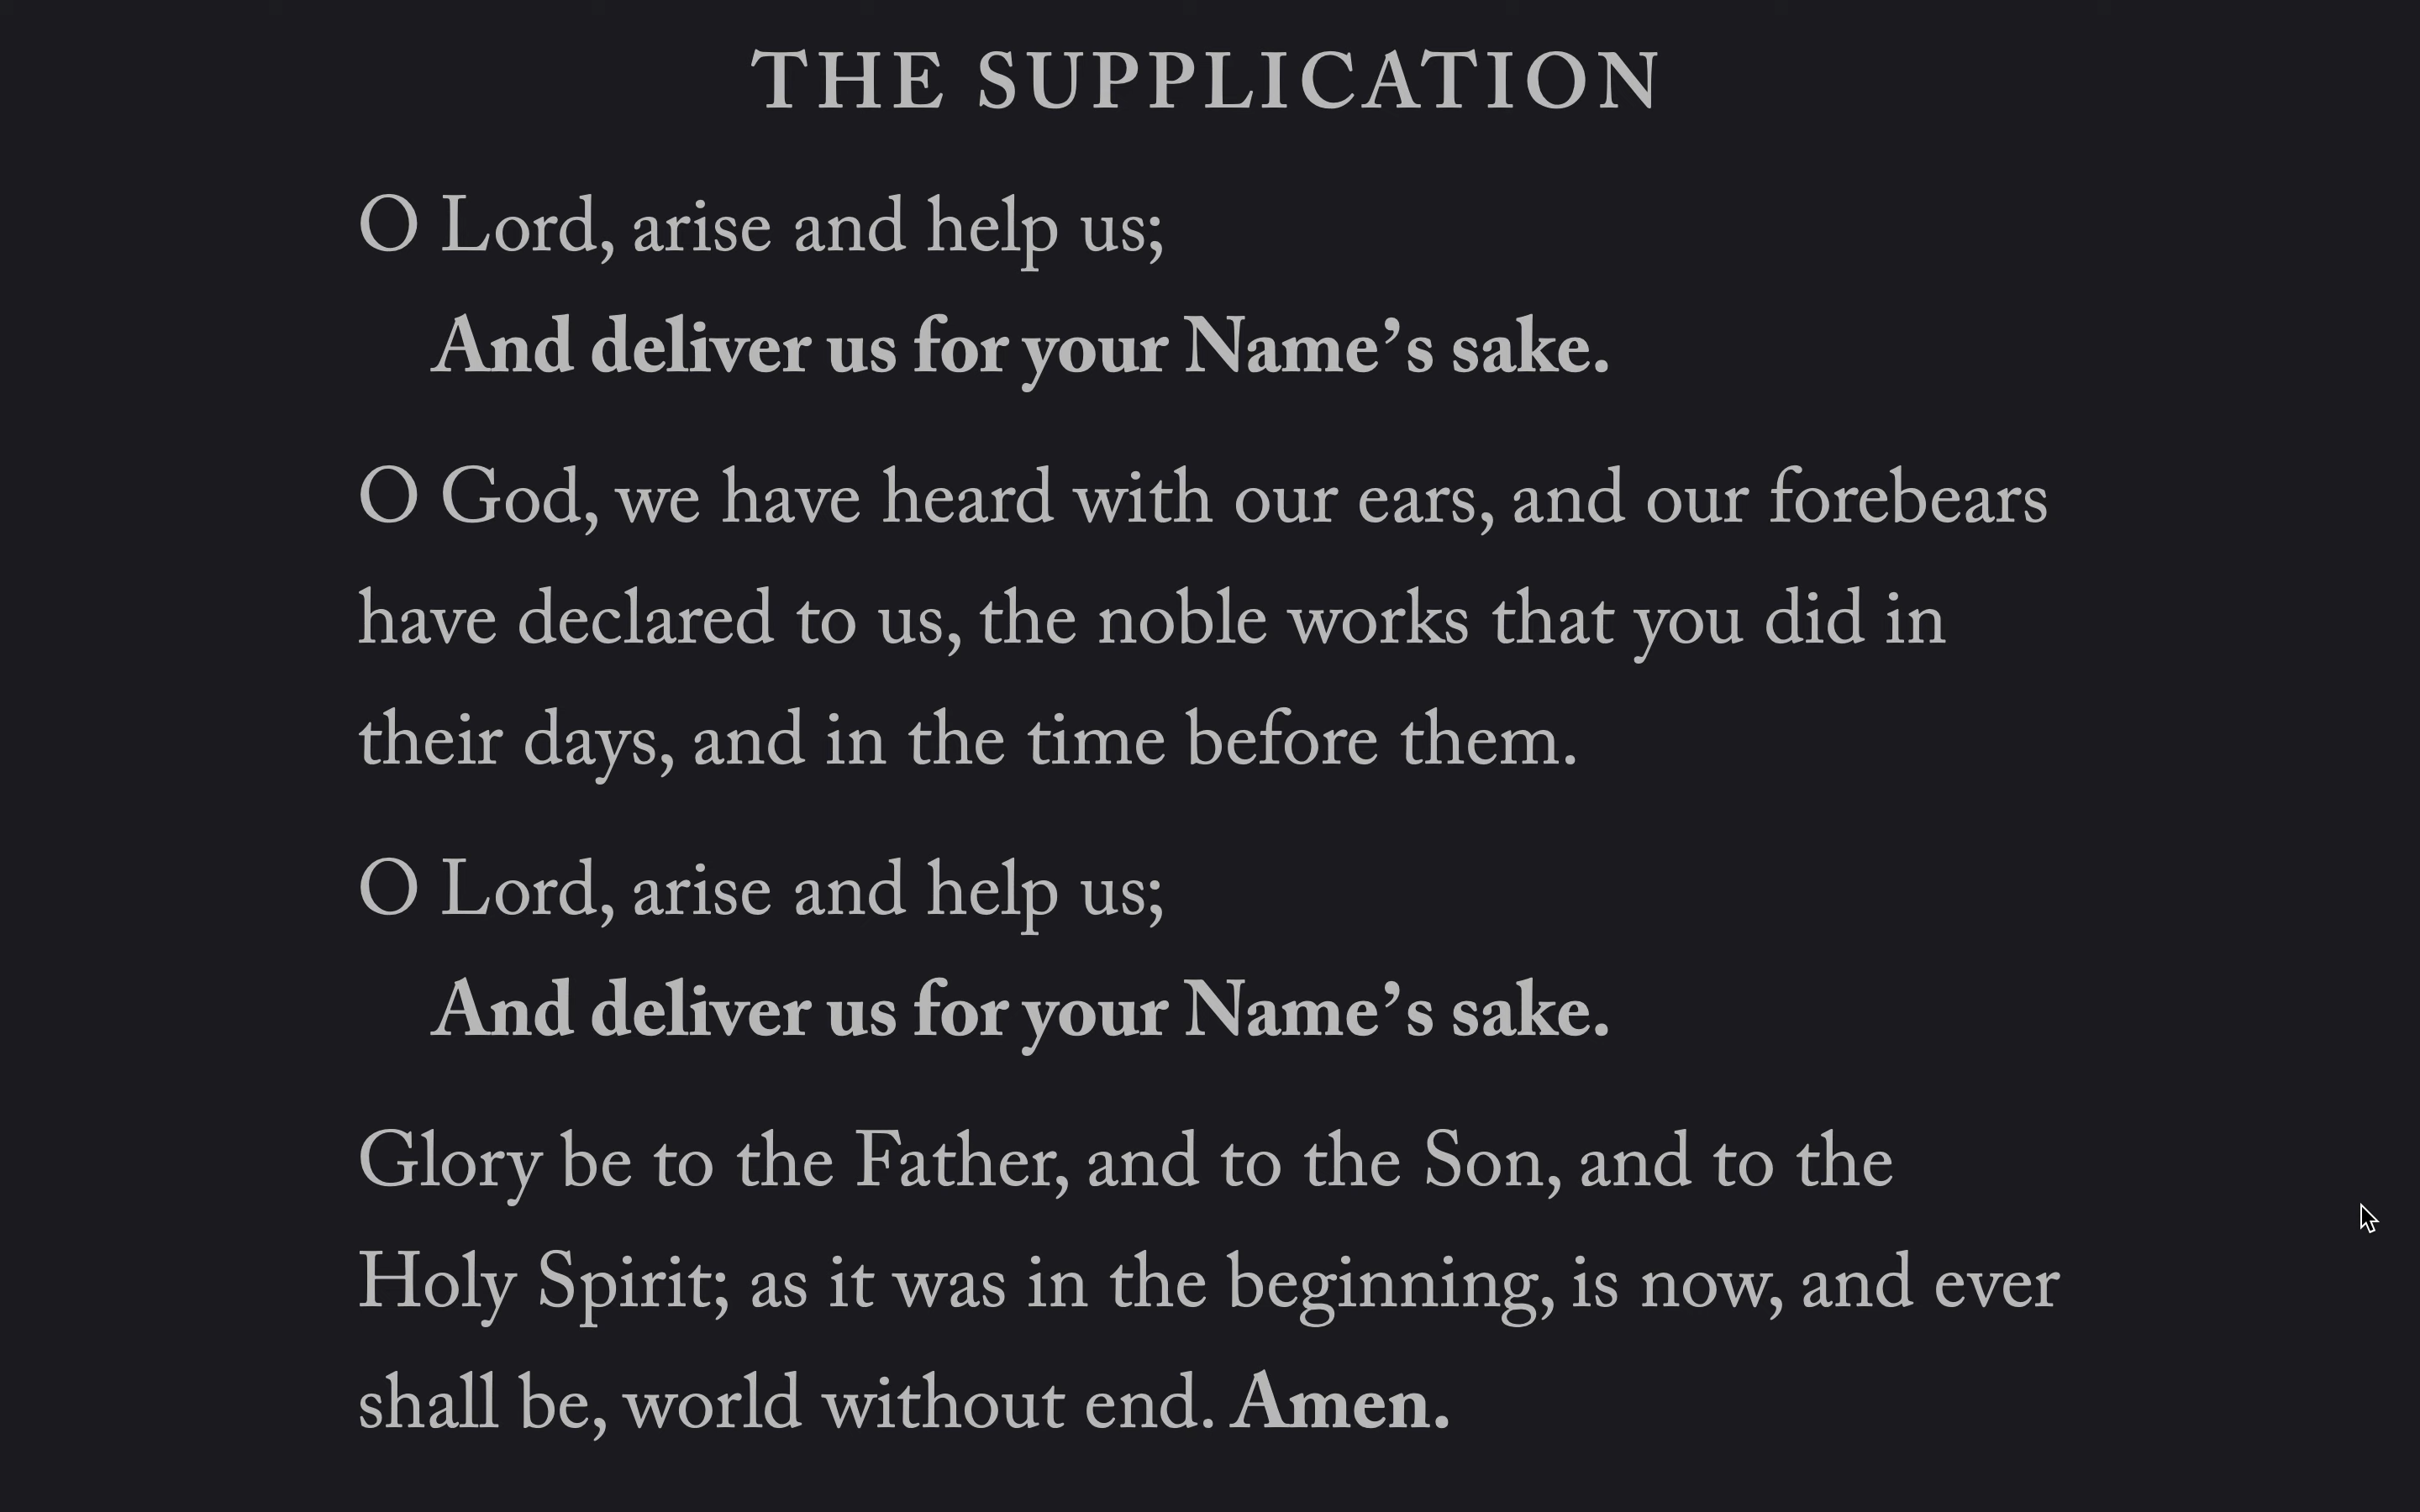 THE SUPPLICATION
O Lord, arise and help us;
And deliver us for your Name’s sake.
O God, we have heard with our ears, and our forebears
have declared to us, the noble works that you did in
their days, and in the time before them.
O Lord, arise and help us;
And deliver us for your Name’s sake.
Glory be to the Father, and to the Son, and to the
Holy Spirit; as it was in the beginning, is now, and ever
shall be, world without end. Amen.